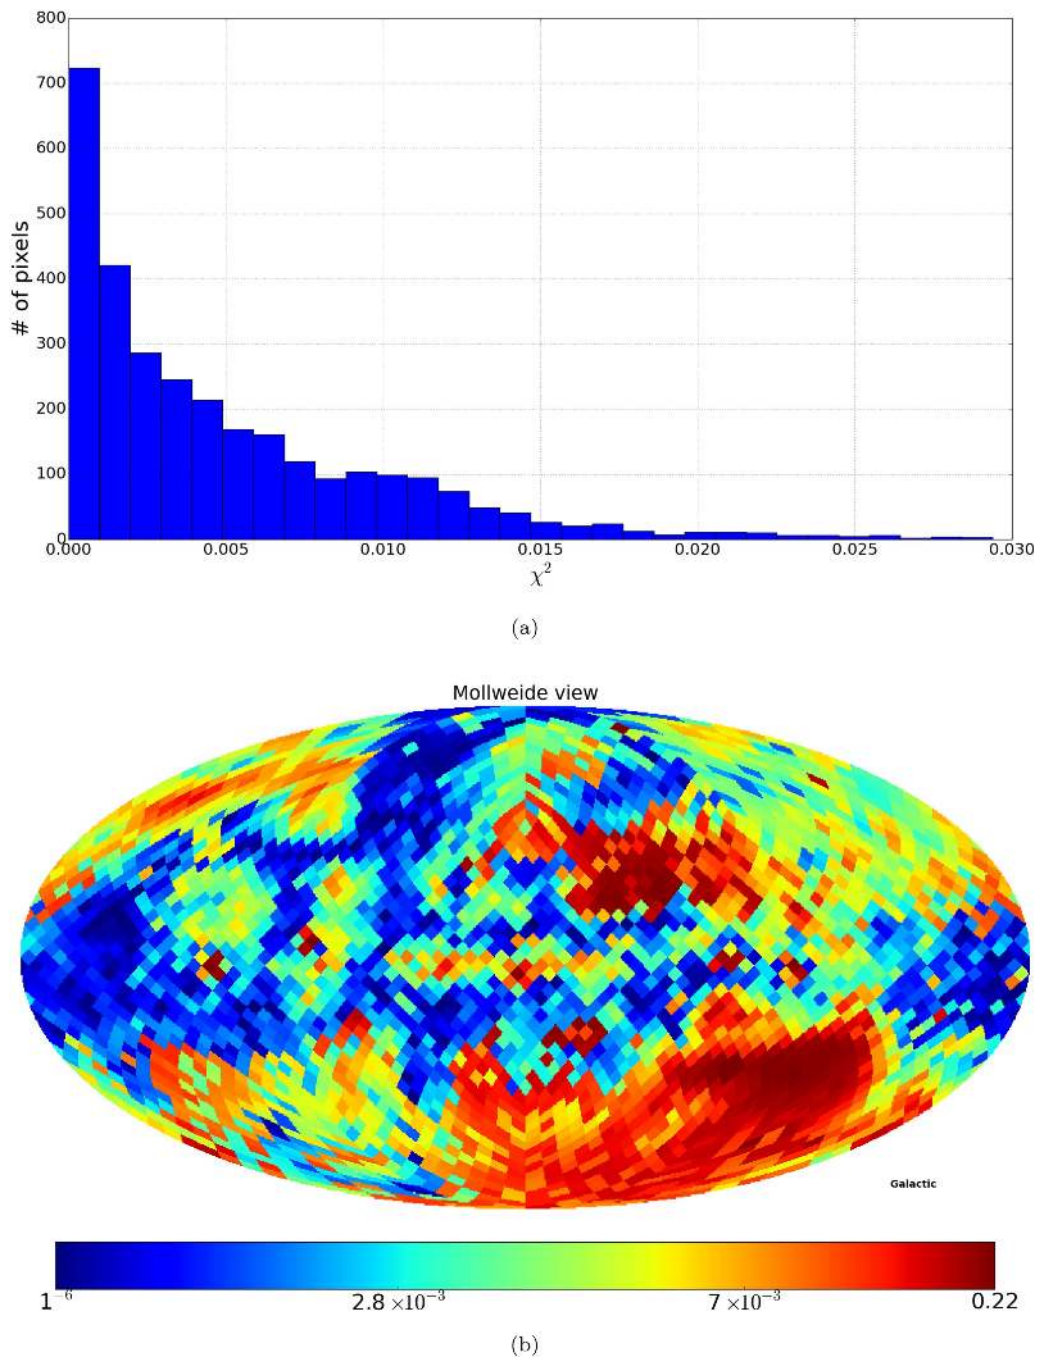 800
700
600
500
400
300
200
100
0
# of pixels
0.000 0.005 0.010 0.015 0.020 0.025 0.030
χ²
(a)
Mollweide view
Galactic
1⁻⁶ 2.8 ×10⁻³ 7 ×10⁻³ 0.22
(b)